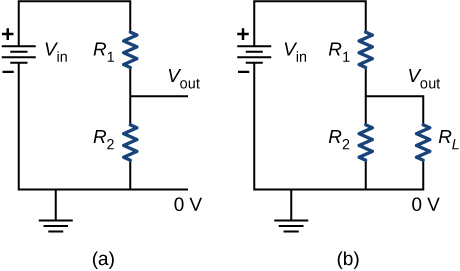 + V_in R_1 V_out
− R_2
0 V
(a)
+ V_in R_1 V_out
− R_2 R_L
0 V
(b)